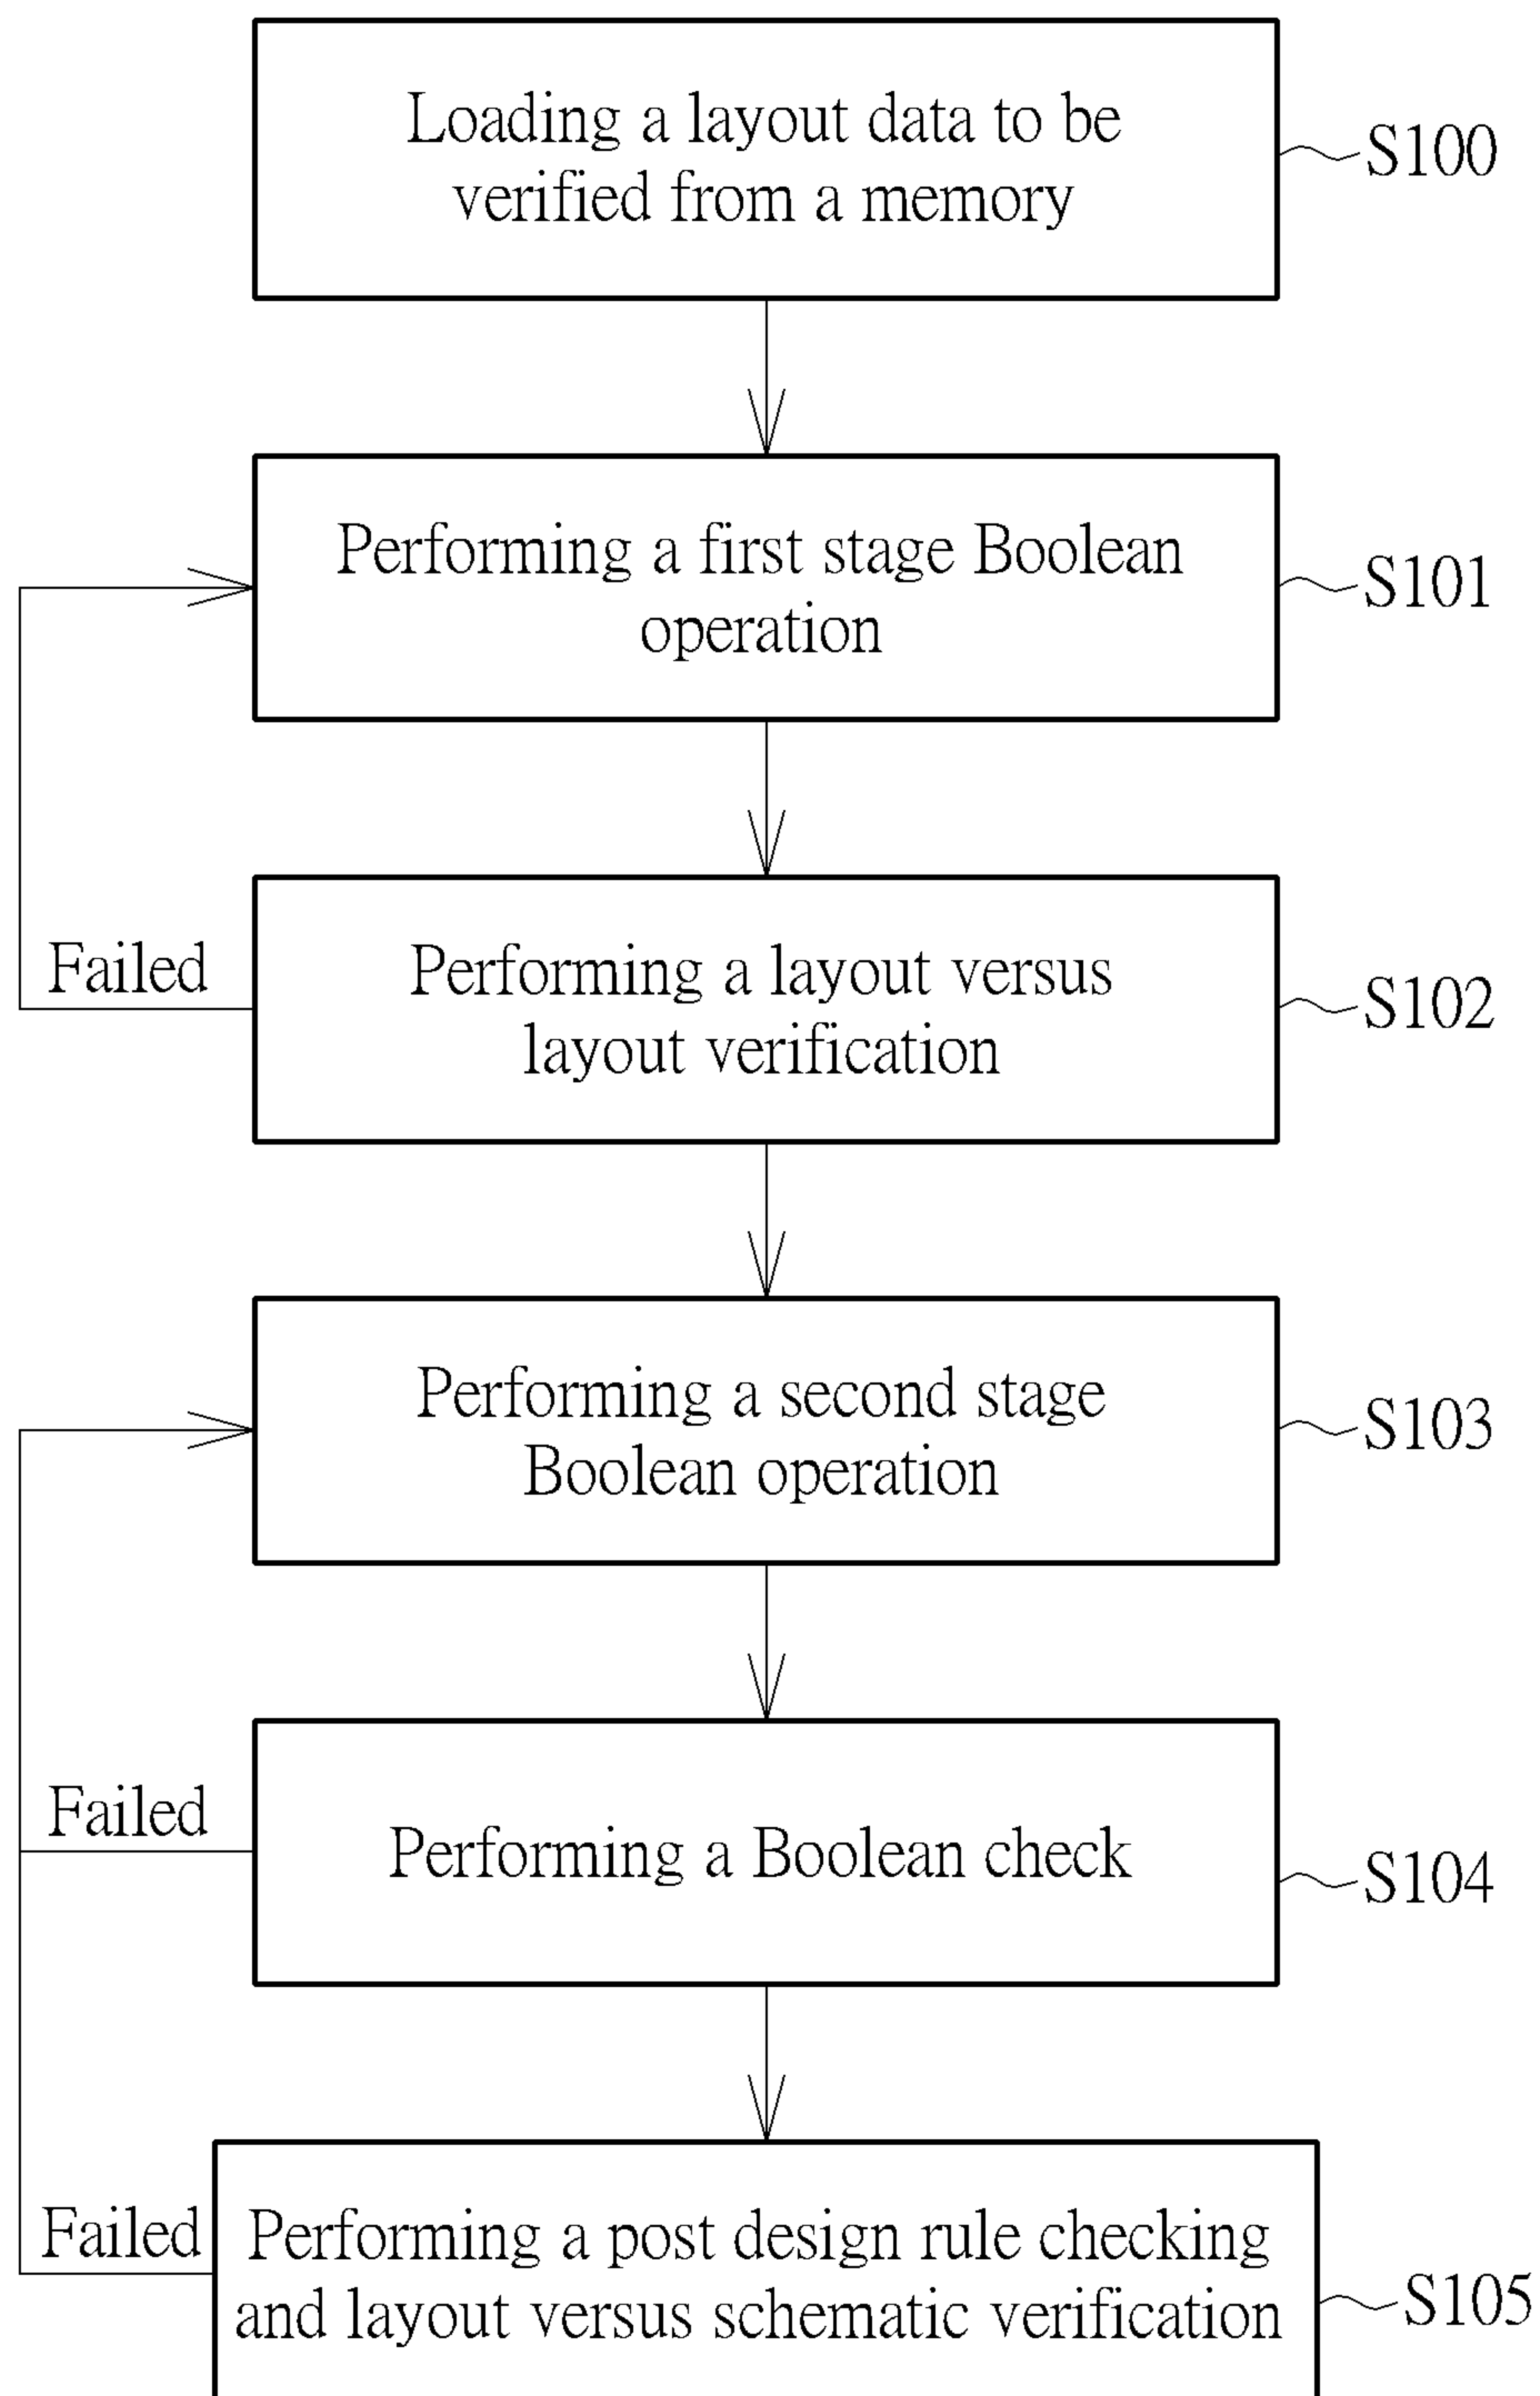 Loading a layout data to be
verified from a memory
S100
Performing a first stage Boolean
operation
S101
Failed
Performing a layout versus
layout verification
S102
Performing a second stage
Boolean operation
S103
Failed
Performing a Boolean check
S104
Failed
Performing a post design rule checking
and layout versus schematic verification
S105